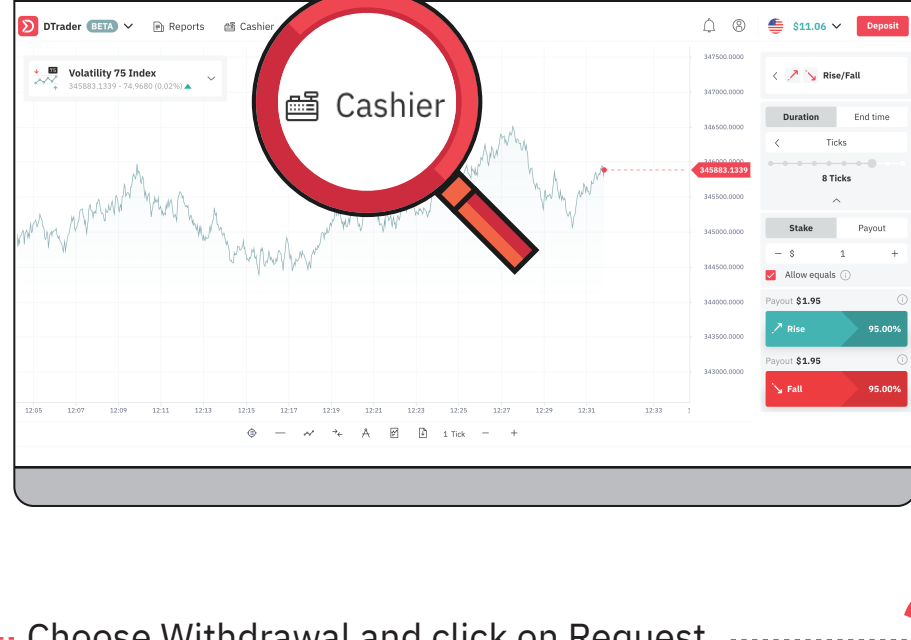 DTrader BETA Reports Cashier $11.06 Deposit
Cashier
Volatility 75 Index
345883.1339 - 74.9680 (0.02%)
347500.0000
347000.0000
346500.0000
346000.0000
345883.1339
345500.0000
345000.0000
344500.0000
344000.0000
343500.0000
343000.0000
12:05 12:07 12:09 12:11 12:13 12:15 12:17 12:19 12:21 12:23 12:25 12:27 12:29 12:31 12:33
1 Tick
Rise/Fall
Duration End time
Ticks
8 Ticks
Stake Payout
− $ 1 +
Allow equals
Payout $1.95
Rise 95.00%
Payout $1.95
Fall 95.00%
Choose Withdrawal and click on Request